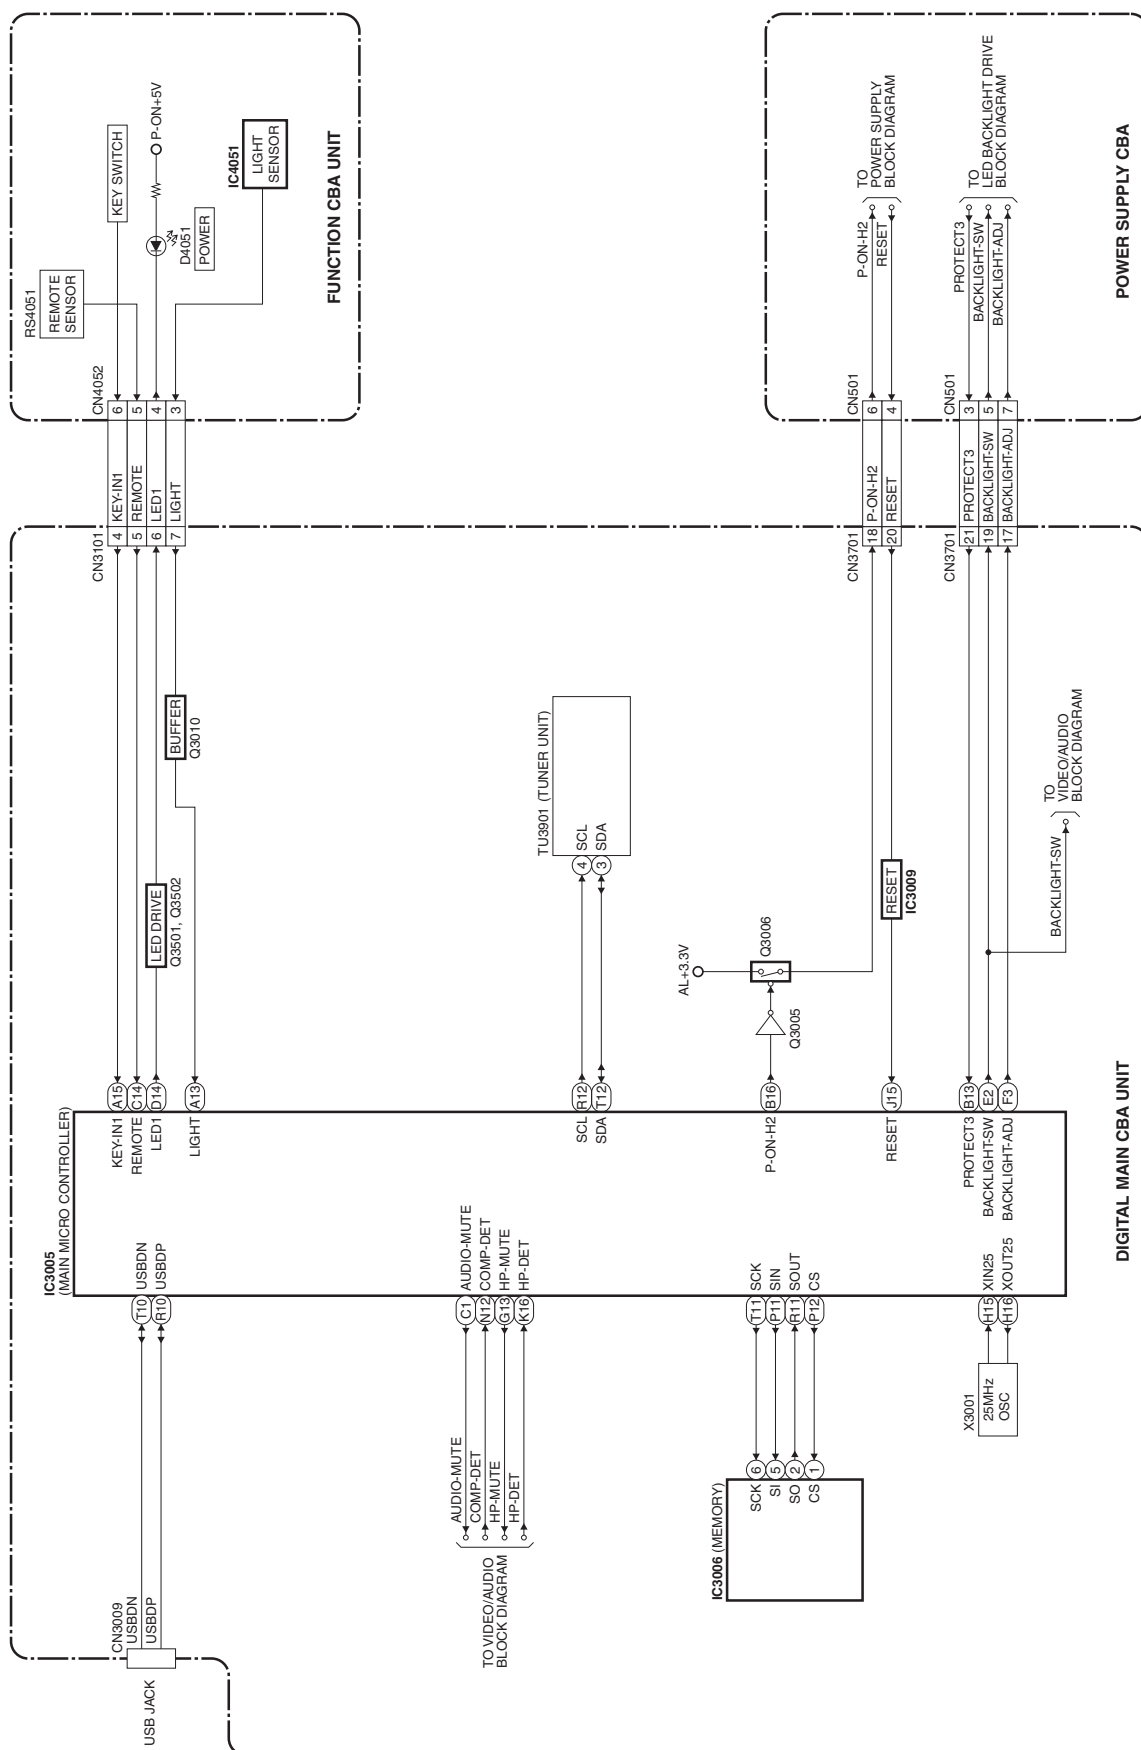 USB JACK
CN3009
USBDN
USBDP
IC3005
(MAIN MICRO CONTROLLER)
T10 USBDN
R10 USBDP
KEY-IN1 A15
REMOTE C14
LED1 D14
LIGHT A13
LED DRIVE
Q3501, Q3502
BUFFER
Q3010
CN3101
4 KEY-IN1 6
5 REMOTE 5
6 LED1 4
7 LIGHT 3
CN4052
RS4051
REMOTE
SENSOR
KEY SWITCH
P-ON+5V
D4051
POWER
IC4051
LIGHT
SENSOR
FUNCTION CBA UNIT
TO VIDEO/AUDIO
BLOCK DIAGRAM
AUDIO-MUTE
COMP-DET
HP-MUTE
HP-DET
C1 AUDIO-MUTE
N12 COMP-DET
G13 HP-MUTE
K16 HP-DET
SCL R12
SDA T12
TU3901 (TUNER UNIT)
4 SCL
3 SDA
IC3006 (MEMORY)
SCK 6
SI 5
SO 2
CS 1
T11 SCK
P11 SIN
R11 SOUT
P12 CS
P-ON-H2 B16
Q3005
AL+3.3V
Q3006
RESET J15
RESET
IC3009
CN3701
18 P-ON-H2 6
20 RESET 4
CN501
P-ON-H2
RESET
TO
POWER SUPPLY
BLOCK DIAGRAM
X3001
25MHz
OSC
H15 XIN25
H16 XOUT25
PROTECT3 B13
BACKLIGHT-SW E2
BACKLIGHT-ADJ F3
BACKLIGHT-SW
TO
VIDEO/AUDIO
BLOCK DIAGRAM
CN3701
21 PROTECT3 3
19 BACKLIGHT-SW 5
17 BACKLIGHT-ADJ 7
CN501
PROTECT3
BACKLIGHT-SW
BACKLIGHT-ADJ
TO
LED BACKLIGHT DRIVE
BLOCK DIAGRAM
DIGITAL MAIN CBA UNIT
POWER SUPPLY CBA